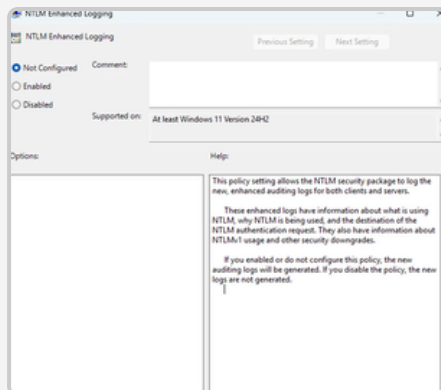 NTLM Enhanced Logging
NTLM Enhanced Logging
Previous Setting
Next Setting
Not Configured
Comment:
Enabled
Disabled
Supported on:
At least Windows 11 Version 24H2
Options:
Help:
This policy setting allows the NTLM security package to log the
new, enhanced auditing logs for both clients and servers.
These enhanced logs have information about what is using
NTLM, why NTLM is being used, and the destination of the
NTLM authentication request. They also have information about
NTLMv1 usage and other security downgrades.
If you enabled or do not configure this policy, the new
auditing logs will be generated. If you disable the policy, the new
logs are not generated.